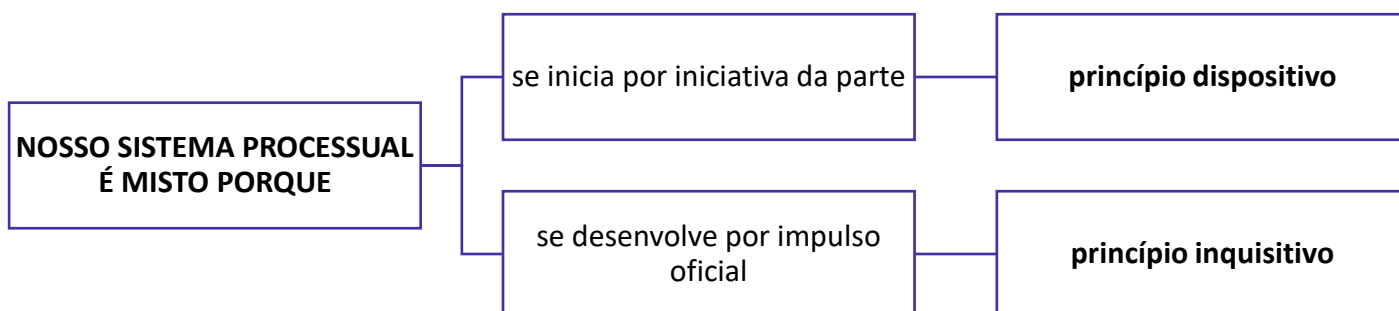 NOSSO SISTEMA PROCESSUAL
É MISTO PORQUE
se inicia por iniciativa da parte
princípio dispositivo
se desenvolve por impulso
oficial
princípio inquisitivo